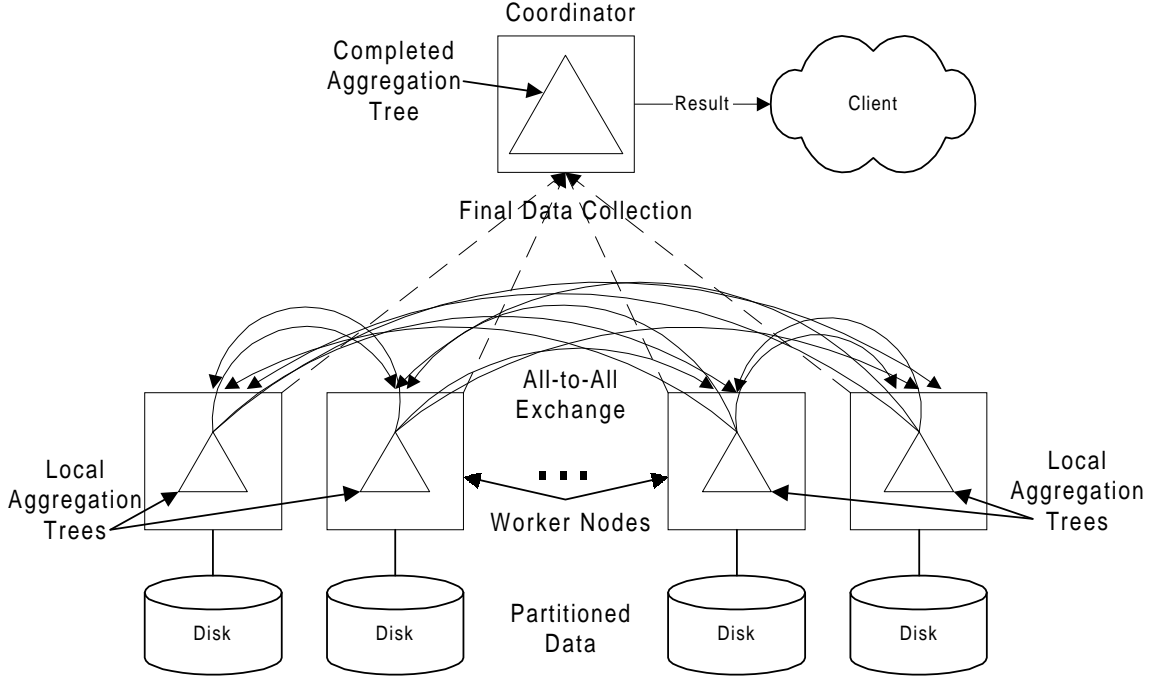 Coordinator
Completed
Aggregation
Tree
Result
Client
Final Data Collection
All-to-All
Exchange
Local
Aggregation
Trees
...
Worker Nodes
Local
Aggregation
Trees
Disk
Disk
Partitioned
Data
Disk
Disk